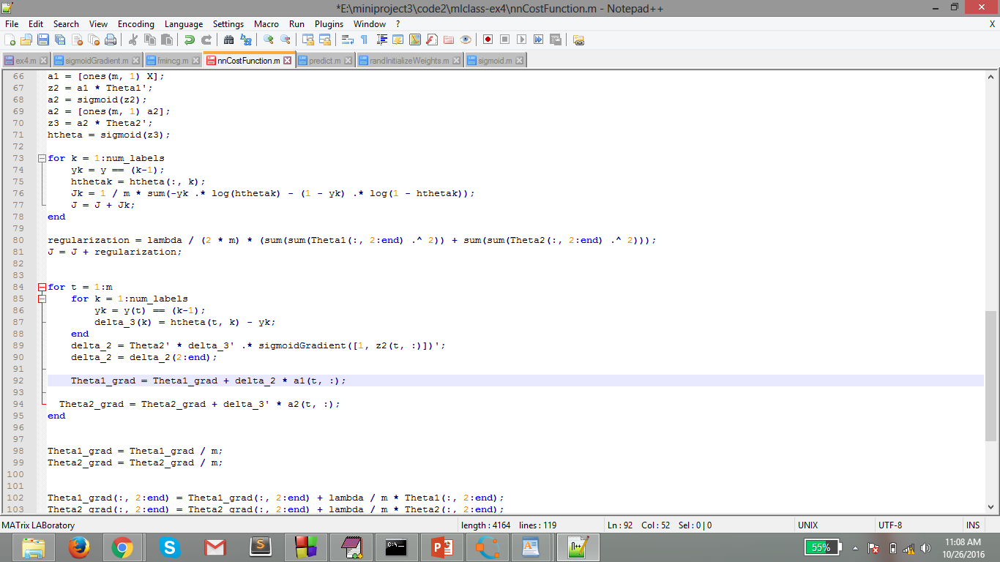 *E:\miniproject3\code2\mlclass-ex4\nnCostFunction.m - Notepad++
File Edit Search View Encoding Language Settings Macro Run Plugins Window ? X
ex4.m sigmoidGradient.m fmincg.m nnCostFunction.m predict.m randInitializeWeights.m sigmoid.m
66 a1 = [ones(m, 1) X];
67 z2 = a1 * Theta1';
68 a2 = sigmoid(z2);
69 a2 = [ones(m, 1) a2];
70 z3 = a2 * Theta2';
71 htheta = sigmoid(z3);
72
73 for k = 1:num_labels
74     yk = y == (k-1);
75     hthetak = htheta(:, k);
76     Jk = 1 / m * sum(-yk .* log(hthetak) - (1 - yk) .* log(1 - hthetak));
77     J = J + Jk;
78 end
79
80 regularization = lambda / (2 * m) * (sum(sum(Theta1(:, 2:end) .^ 2)) + sum(sum(Theta2(:, 2:end) .^ 2)));
81 J = J + regularization;
82
83
84 for t = 1:m
85     for k = 1:num_labels
86         yk = y(t) == (k-1);
87         delta_3(k) = htheta(t, k) - yk;
88     end
89     delta_2 = Theta2' * delta_3' .* sigmoidGradient([1, z2(t, :)])';
90     delta_2 = delta_2(2:end);
91
92     Theta1_grad = Theta1_grad + delta_2 * a1(t, :);
93
94   Theta2_grad = Theta2_grad + delta_3' * a2(t, :);
95 end
96
97
98 Theta1_grad = Theta1_grad / m;
99 Theta2_grad = Theta2_grad / m;
100
101
102 Theta1_grad(:, 2:end) = Theta1_grad(:, 2:end) + lambda / m * Theta1(:, 2:end);
103 Theta2_grad(:, 2:end) = Theta2_grad(:, 2:end) + lambda / m * Theta2(:, 2:end);
MATrix LABoratory length : 4164 lines : 119 Ln : 92 Col : 52 Sel : 0 | 0 UNIX UTF-8 INS
55% 11:08 AM
10/26/2016